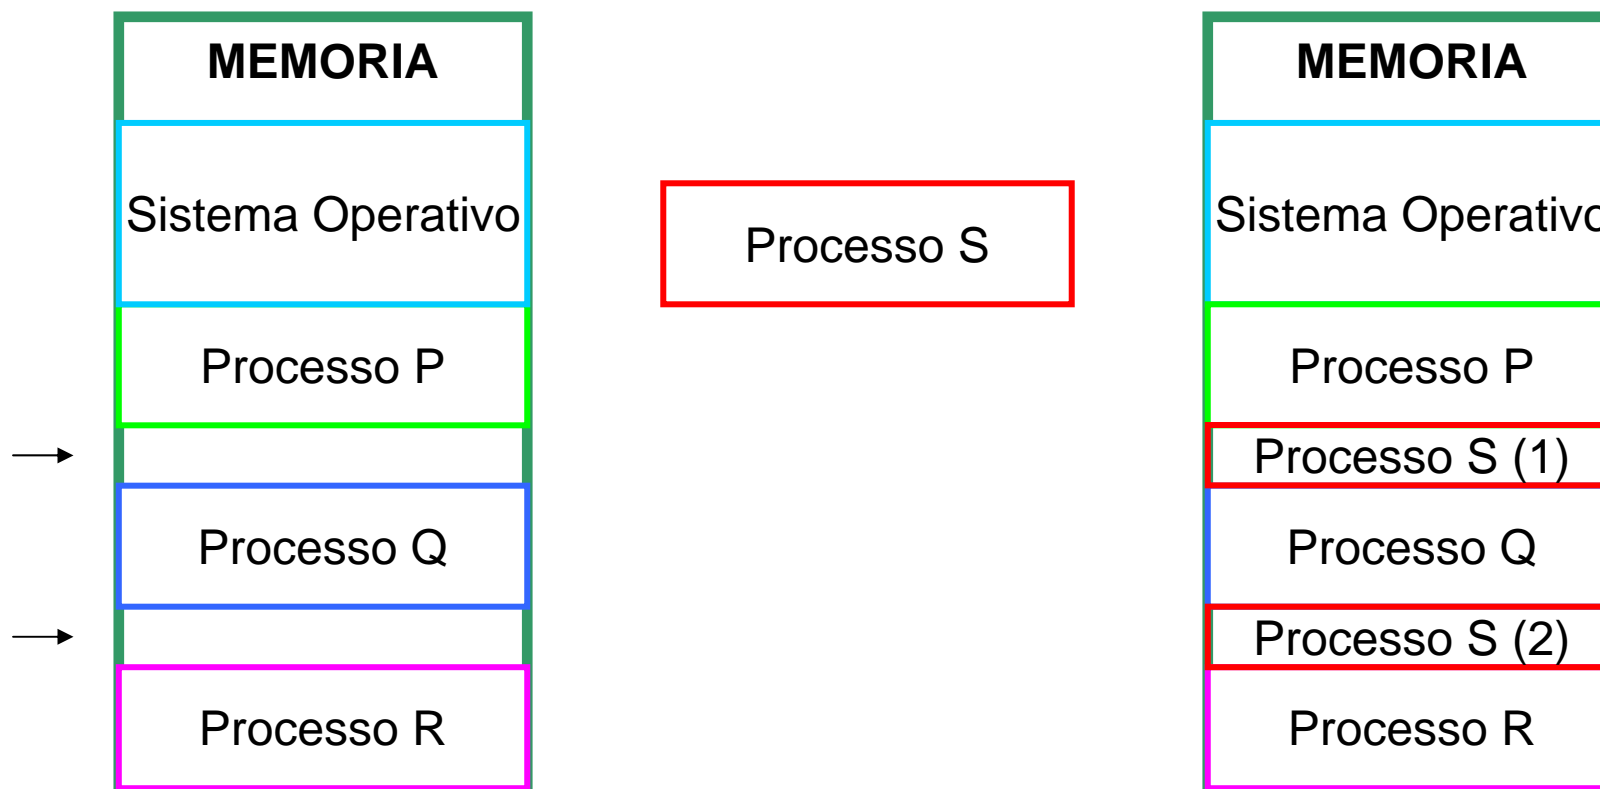 MEMORIA
Sistema Operativo
Processo P
Processo Q
Processo R
Processo S
MEMORIA
Sistema Operativo
Processo P
Processo S (1)
Processo Q
Processo S (2)
Processo R